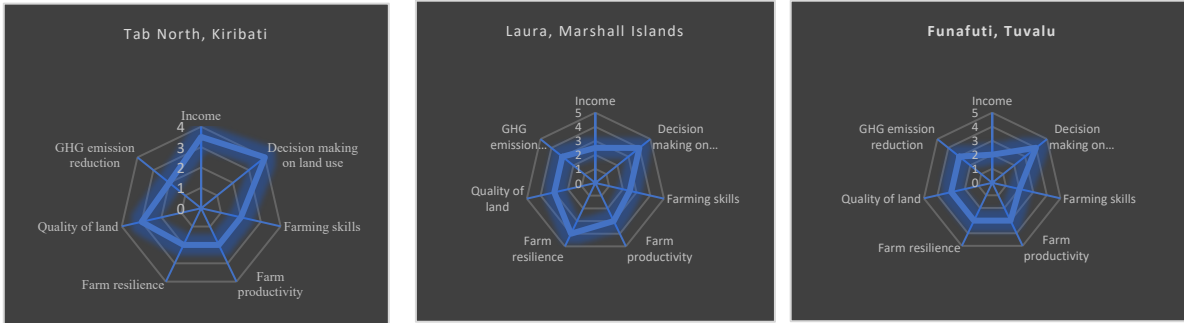 Tab North, Kiribati
Income
4
3
2
1
0
GHG emission
reduction
Decision making
on land use
Quality of land
Farming skills
Farm resilience
Farm
productivity
Laura, Marshall Islands
Income
5
4
3
2
1
0
GHG
emission...
Decision
making on...
Quality of
land
Farming skills
Farm
resilience
Farm
productivity
Funafuti, Tuvalu
Income
5
4
3
2
1
0
GHG emission
reduction
Decision
making on...
Quality of land
Farming skills
Farm resilience
Farm
productivity